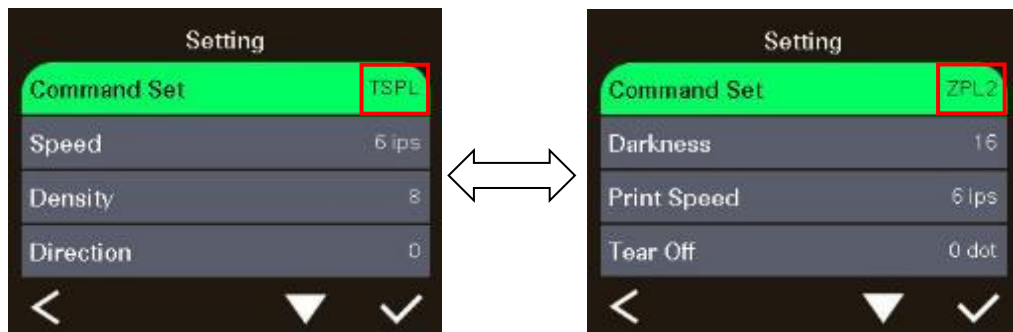 Setting
Command Set TSPL
Speed 6 ips
Density 8
Direction 0
Setting
Command Set ZPL2
Darkness 16
Print Speed 6 ips
Tear Off 0 dot